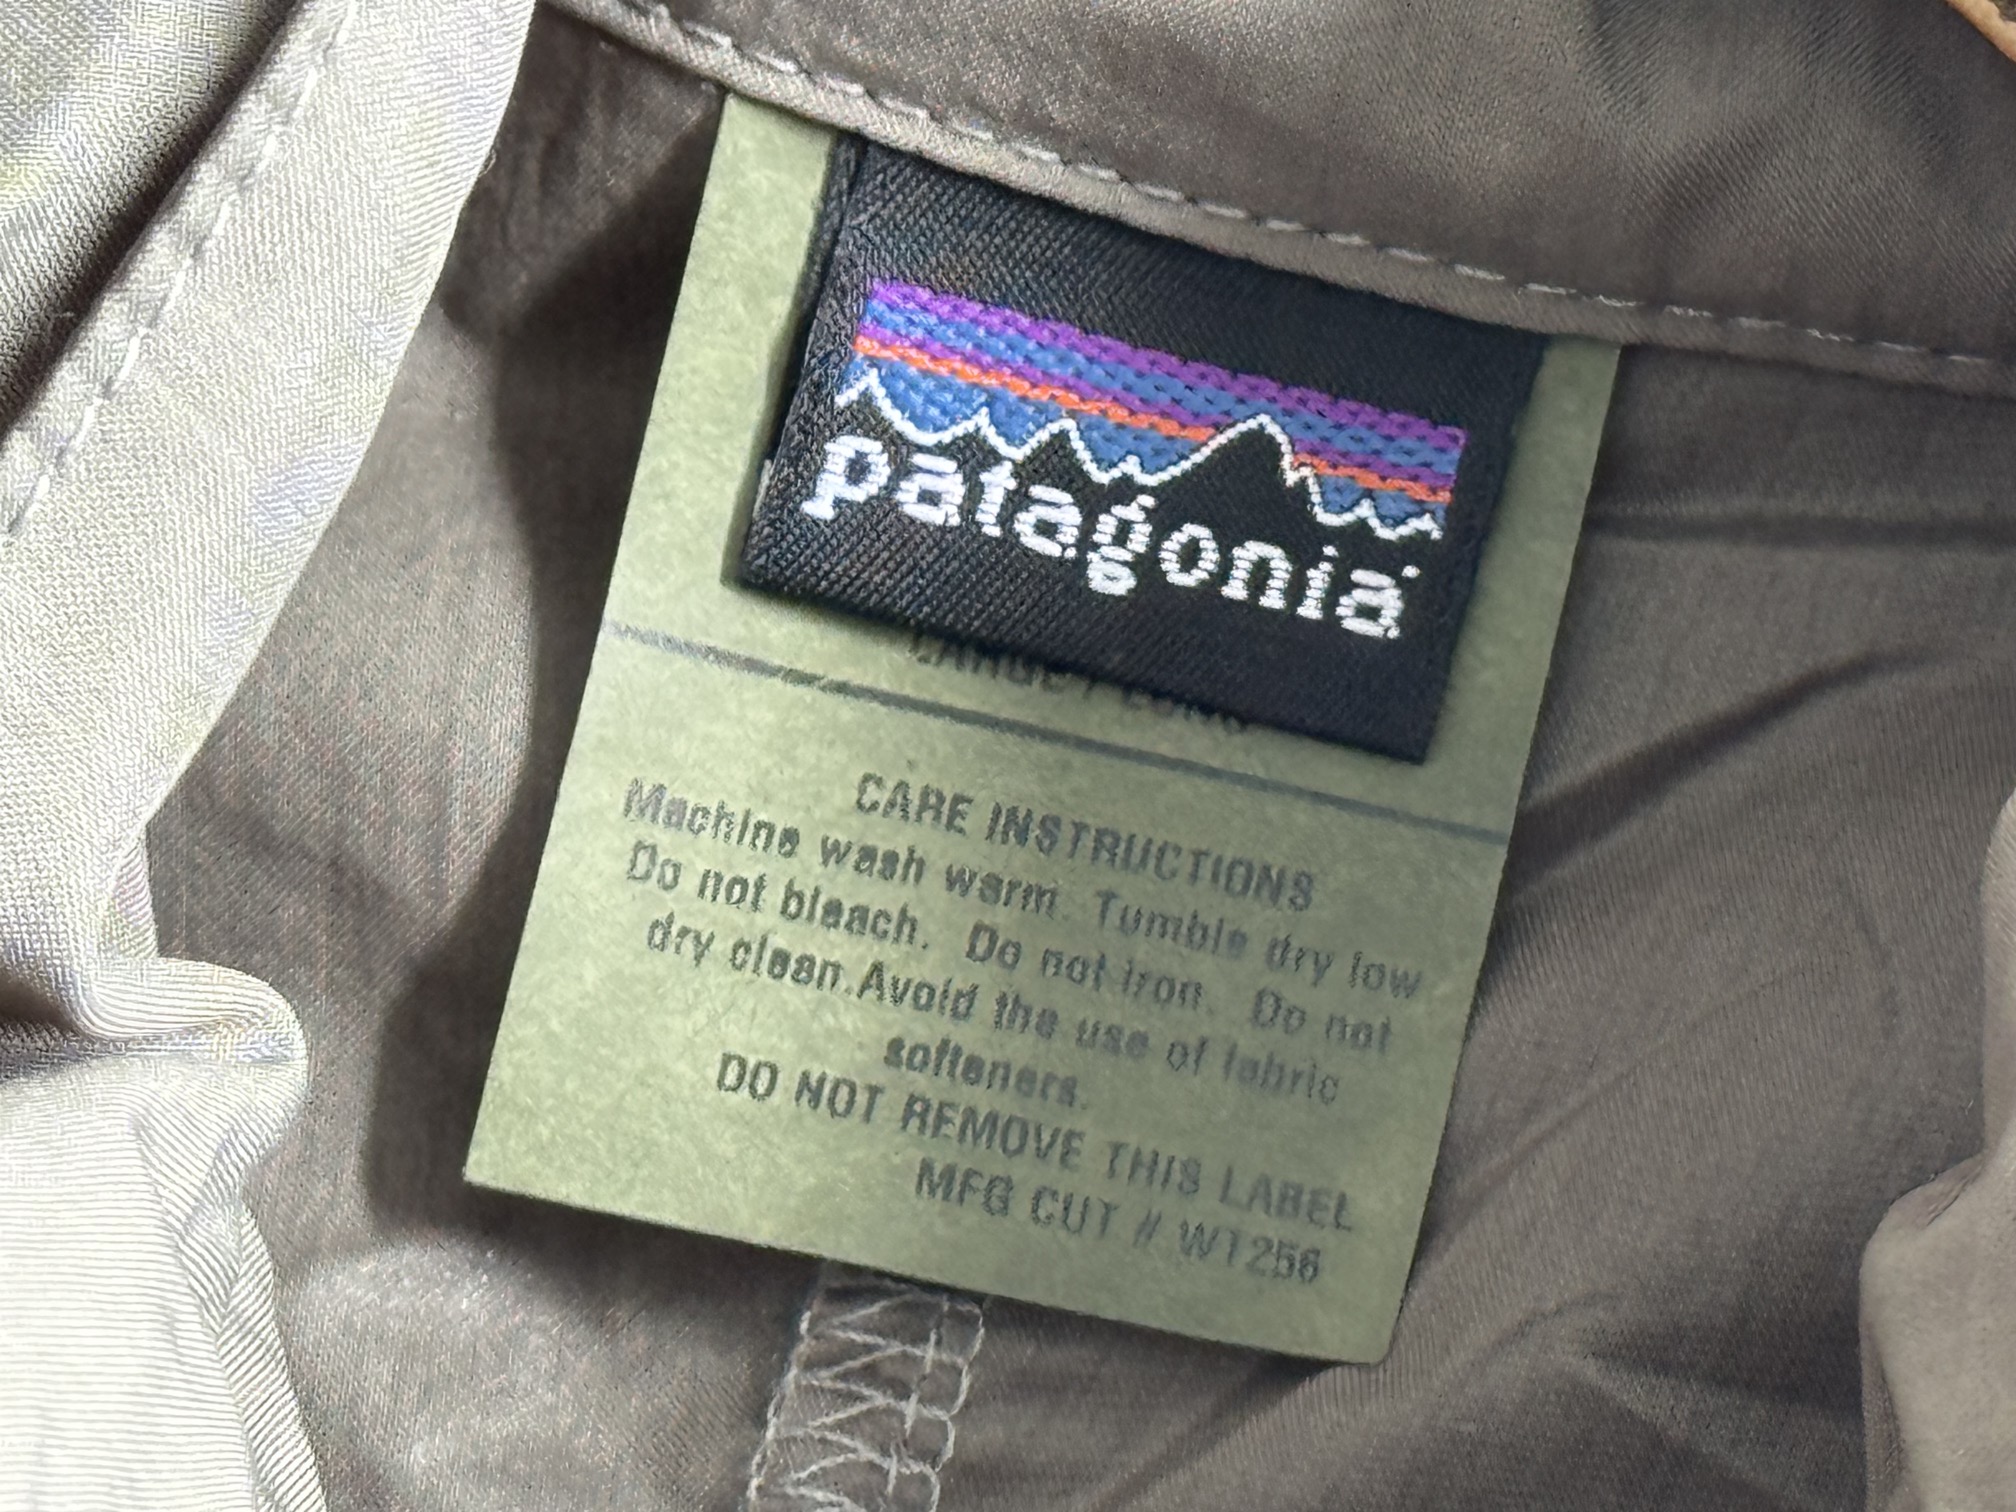 patagonia
CARE INSTRUCTIONS
Machine wash warm. Tumble dry low
Do not bleach. Do not iron. Do not
dry clean.Avoid the use of fabric
softeners.
DO NOT REMOVE THIS LABEL
MFG CUT # WT256